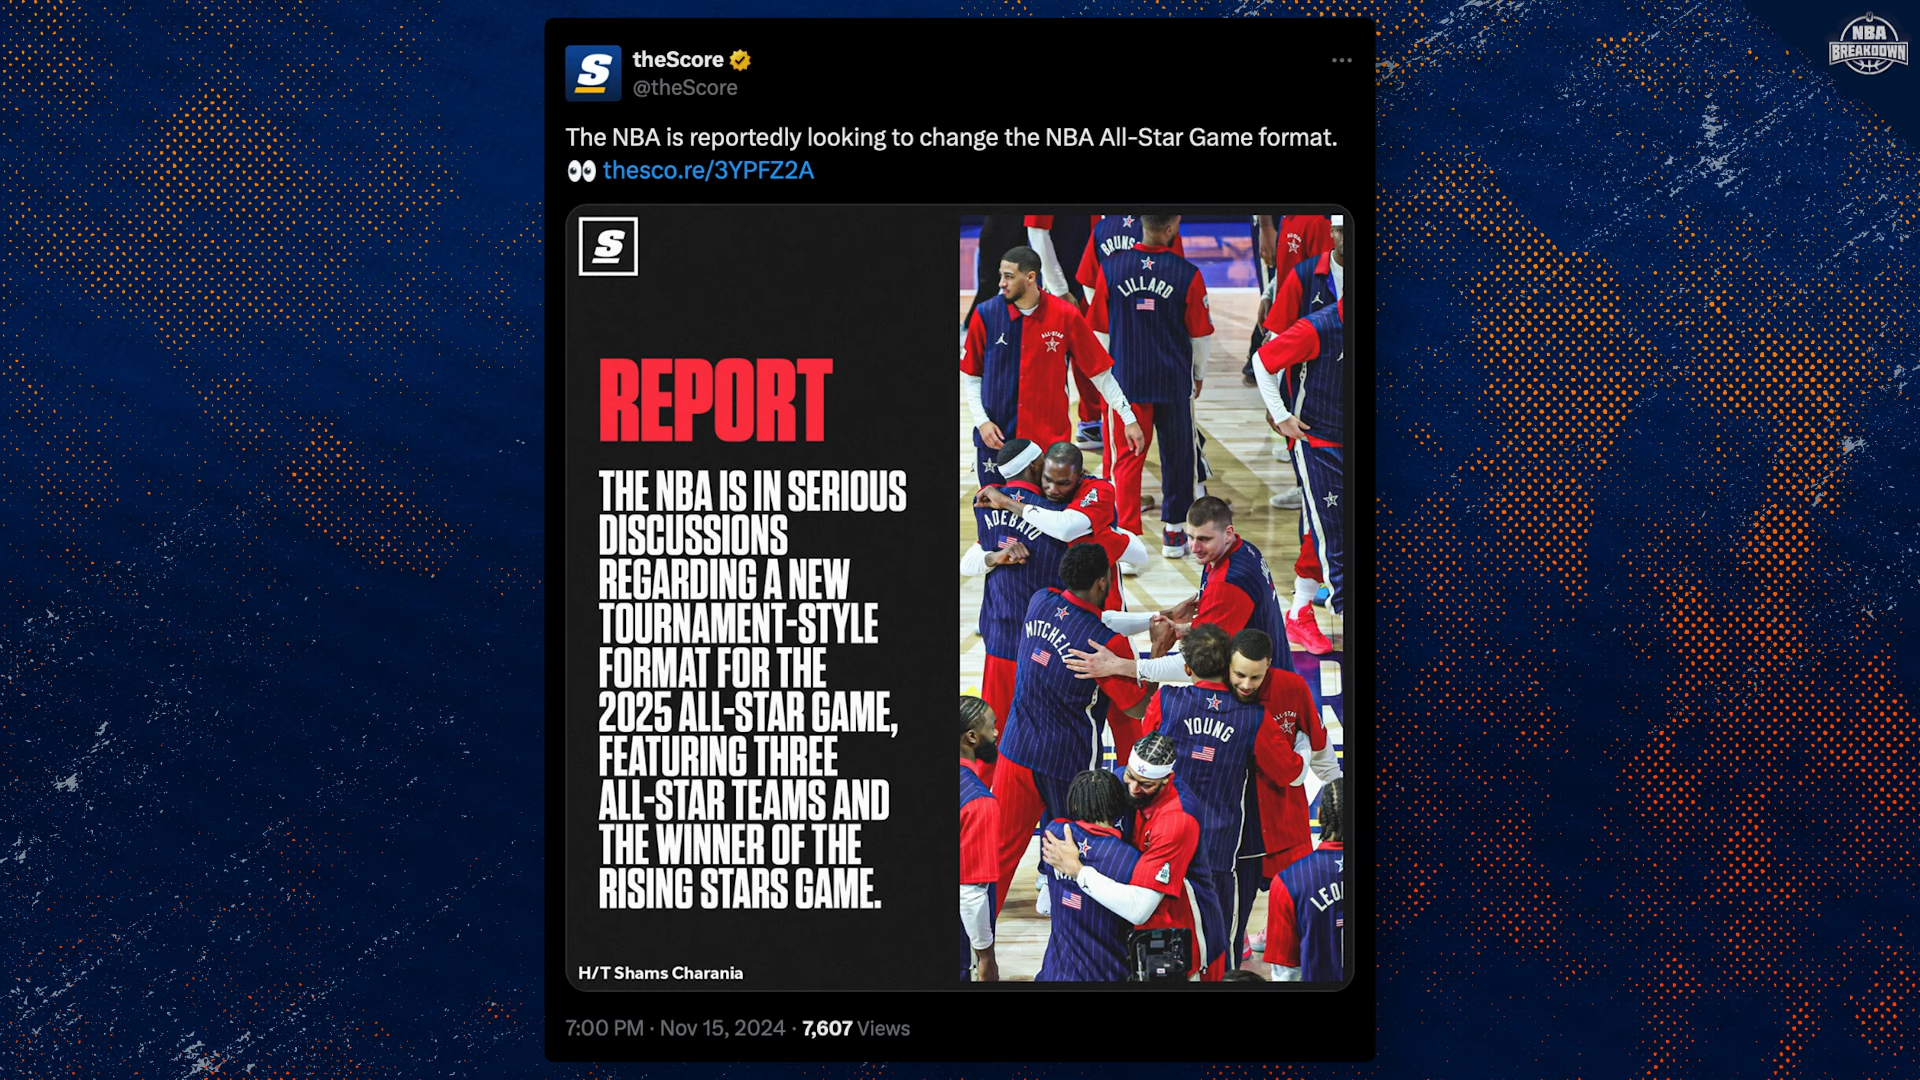 NBA
BREAKDOWN
theScore
@theScore
The NBA is reportedly looking to change the NBA All-Star Game format.
👀 thesco.re/3YPFZ2A
S
S
REPORT
THE NBA IS IN SERIOUS
DISCUSSIONS
REGARDING A NEW
TOURNAMENT-STYLE
FORMAT FOR THE
2025 ALL-STAR GAME,
FEATURING THREE
ALL-STAR TEAMS AND
THE WINNER OF THE
RISING STARS GAME.
H/T Shams Charania
BRUNS
LILLARD
ADEBAYO
MITCHELL
YOUNG
LEO
7:00 PM · Nov 15, 2024 · 7,607 Views